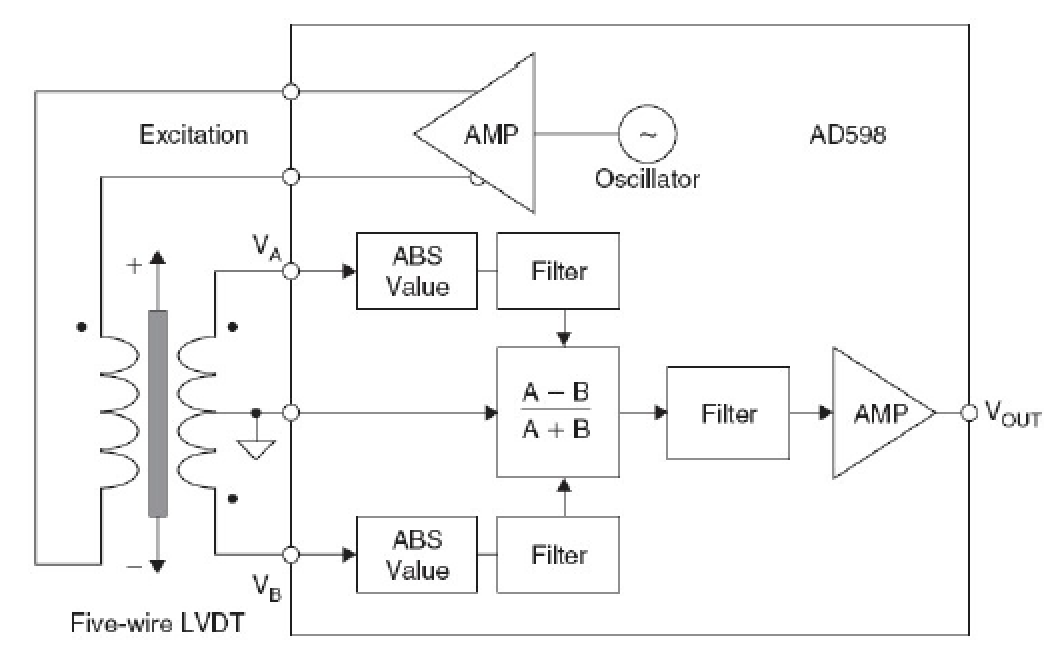 AMP
~
AD598
Excitation
Oscillator
V_A
ABS
Value
Filter
+
A − B
A + B
Filter
AMP
V_OUT
ABS
Value
Filter
−
V_B
Five-wire LVDT